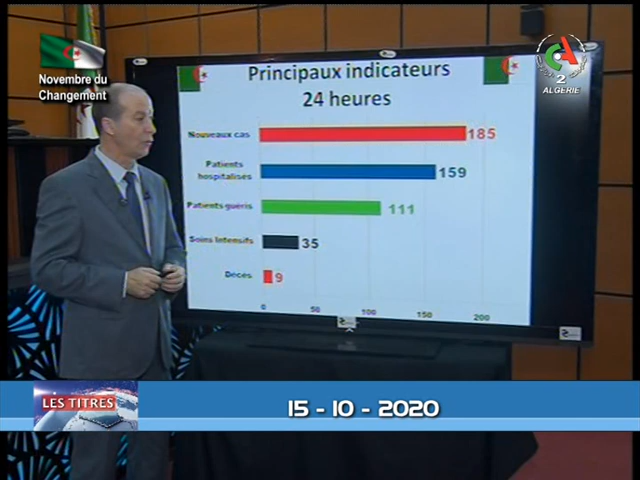 Novembre du
Changement
2
ALGERIE
Principaux indicateurs
24 heures
Nouveaux cas
185
Patients
hospitalisés
159
Patients guéris
111
Soins Intensifs
35
Décès
9
0
50
100
150
200
LES TITRES
15 - 10 - 2020